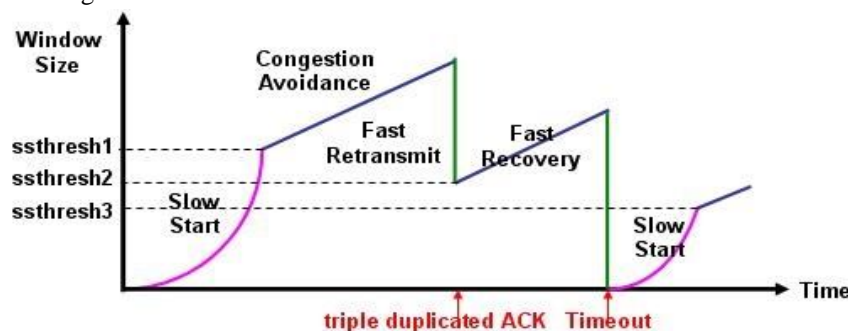 Window
Size
Congestion
Avoidance
ssthresh1
Fast
Retransmit
Fast
Recovery
ssthresh2
Slow
Start
ssthresh3
Slow
Start
Time
triple duplicated ACK
Timeout